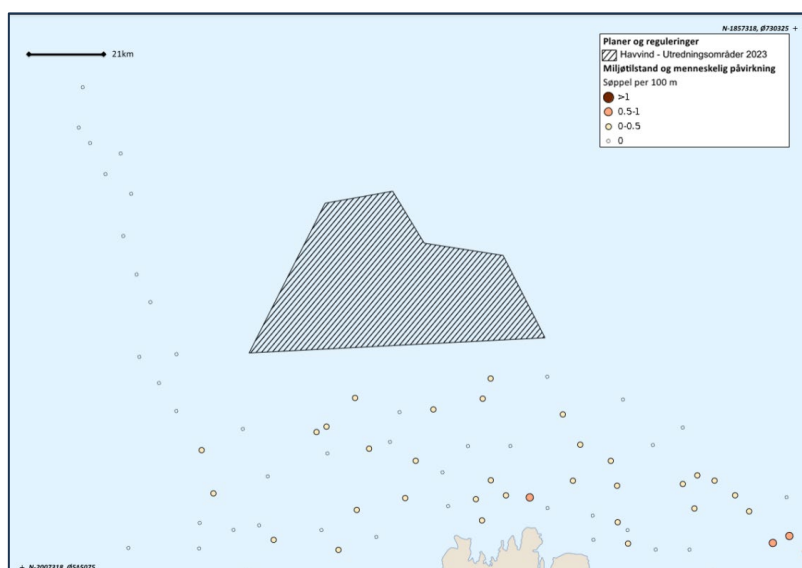 N-1857318, Ø730325
21km
Planer og reguleringer
Havvind - Utredningsområder 2023
Miljøtilstand og menneskelig påvirkning
Søppel per 100 m
>1
0.5-1
0-0.5
0
N-2007318, Ø515075